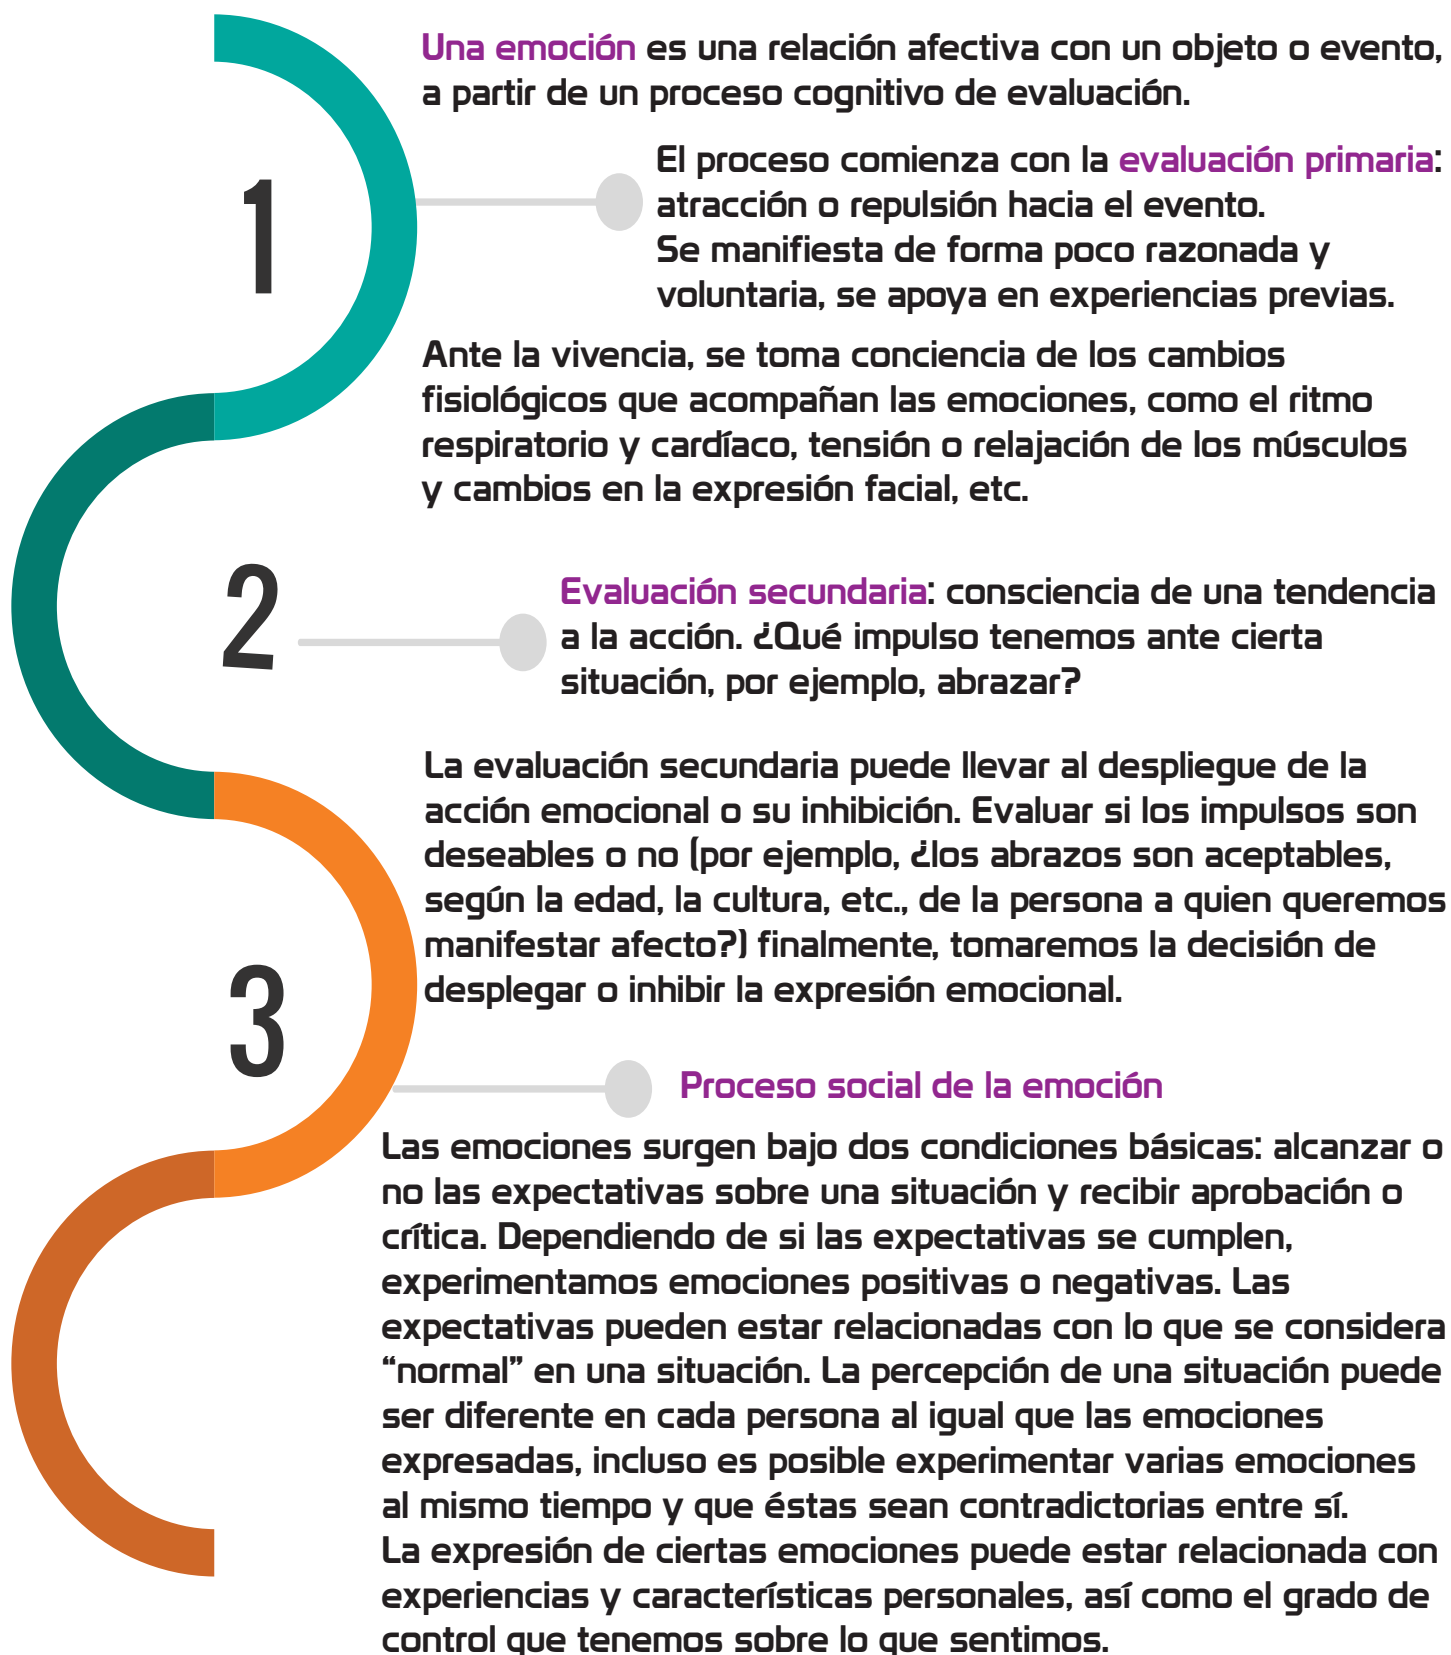 Una emoción es una relación afectiva con un objeto o evento,
a partir de un proceso cognitivo de evaluación.
1
El proceso comienza con la evaluación primaria:
atracción o repulsión hacia el evento.
Se manifiesta de forma poco razonada y
voluntaria, se apoya en experiencias previas.
Ante la vivencia, se toma conciencia de los cambios
fisiológicos que acompañan las emociones, como el ritmo
respiratorio y cardíaco, tensión o relajación de los músculos
y cambios en la expresión facial, etc.
2
Evaluación secundaria: consciencia de una tendencia
a la acción. ¿Qué impulso tenemos ante cierta
situación, por ejemplo, abrazar?
La evaluación secundaria puede llevar al despliegue de la
acción emocional o su inhibición. Evaluar si los impulsos son
deseables o no (por ejemplo, ¿los abrazos son aceptables,
según la edad, la cultura, etc., de la persona a quien queremos
manifestar afecto?) finalmente, tomaremos la decisión de
desplegar o inhibir la expresión emocional.
3
Proceso social de la emoción
Las emociones surgen bajo dos condiciones básicas: alcanzar o
no las expectativas sobre una situación y recibir aprobación o
crítica. Dependiendo de si las expectativas se cumplen,
experimentamos emociones positivas o negativas. Las
expectativas pueden estar relacionadas con lo que se considera
“normal” en una situación. La percepción de una situación puede
ser diferente en cada persona al igual que las emociones
expresadas, incluso es posible experimentar varias emociones
al mismo tiempo y que éstas sean contradictorias entre sí.
La expresión de ciertas emociones puede estar relacionada con
experiencias y características personales, así como el grado de
control que tenemos sobre lo que sentimos.